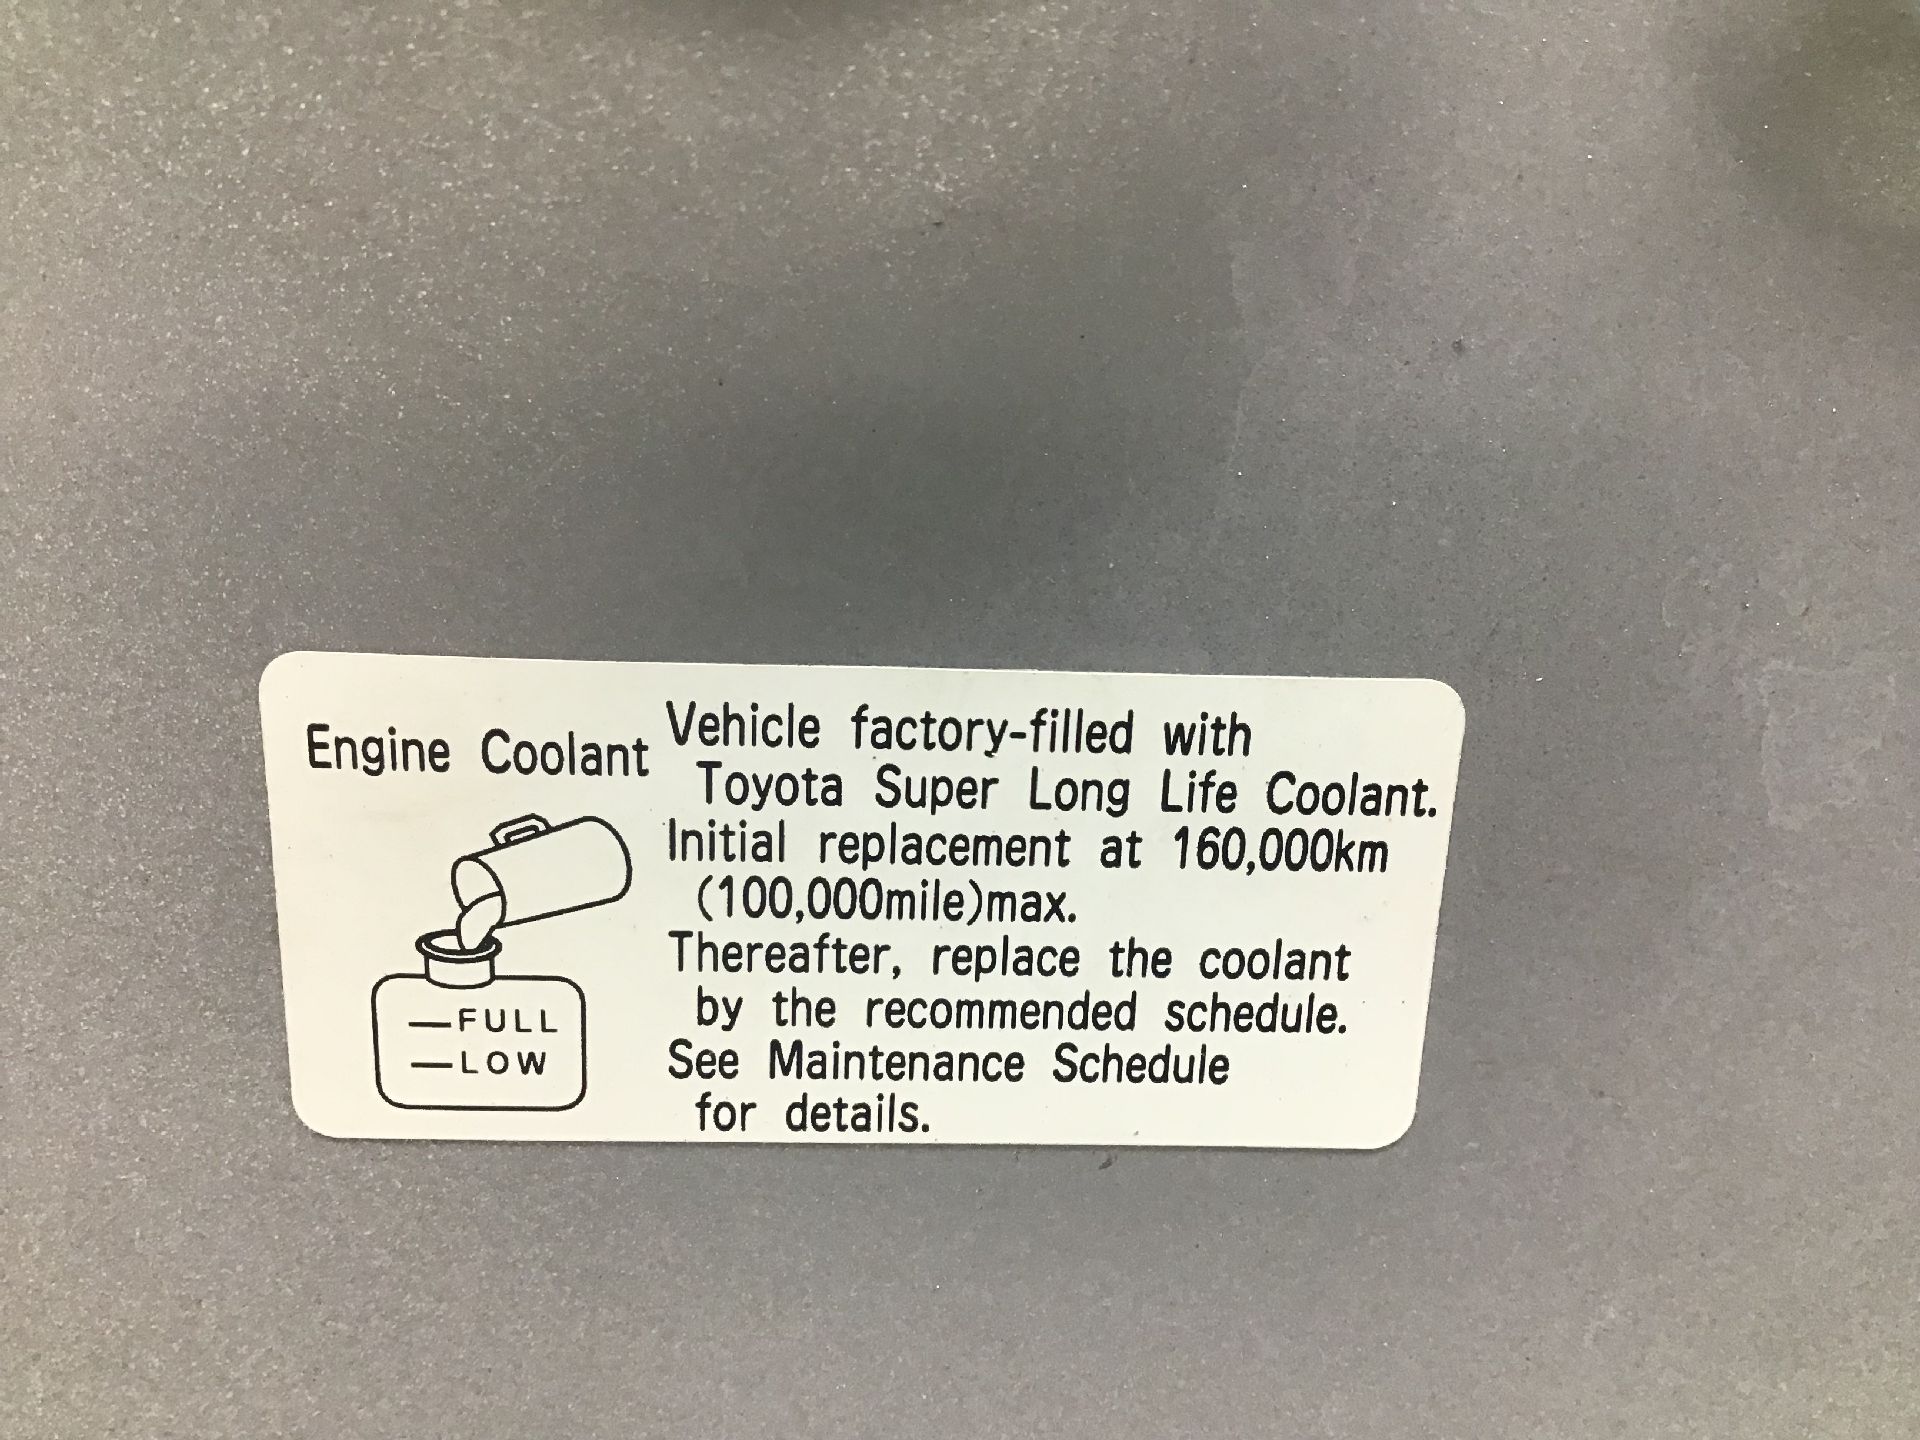 Engine Coolant
—FULL
—LOW
Vehicle factory-filled with
Toyota Super Long Life Coolant.
Initial replacement at 160,000km
(100,000mile)max.
Thereafter, replace the coolant
by the recommended schedule.
See Maintenance Schedule
for details.